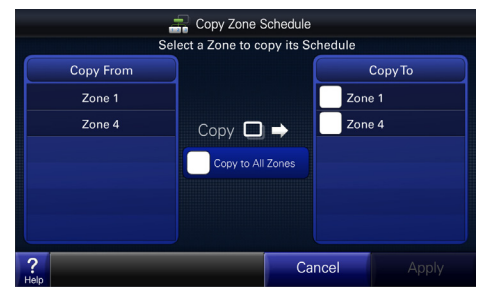 Copy Zone Schedule
Select a Zone to copy its Schedule
Copy From
Zone 1
Zone 4
Copy
Copy to All Zones
Copy To
Zone 1
Zone 4
?
Help
Cancel
Apply